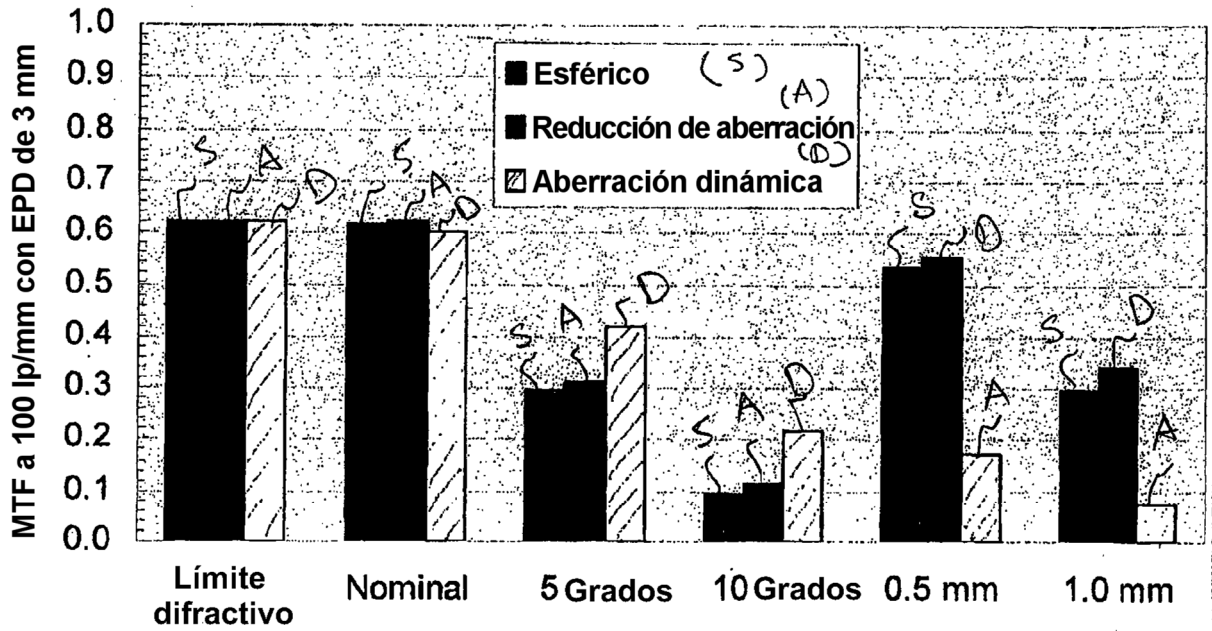 MTF a 100 lp/mm con EPD de 3 mm
1.0
0.9
0.8
0.7
0.6
0.5
0.4
0.3
0.2
0.1
0.0
Esférico (S)
(A)
Reducción de aberración
(D)
Aberración dinámica
S A D
S A D
S A D
S A D
S D A
S D A
Límite difractivo
Nominal
5 Grados
10 Grados
0.5 mm
1.0 mm